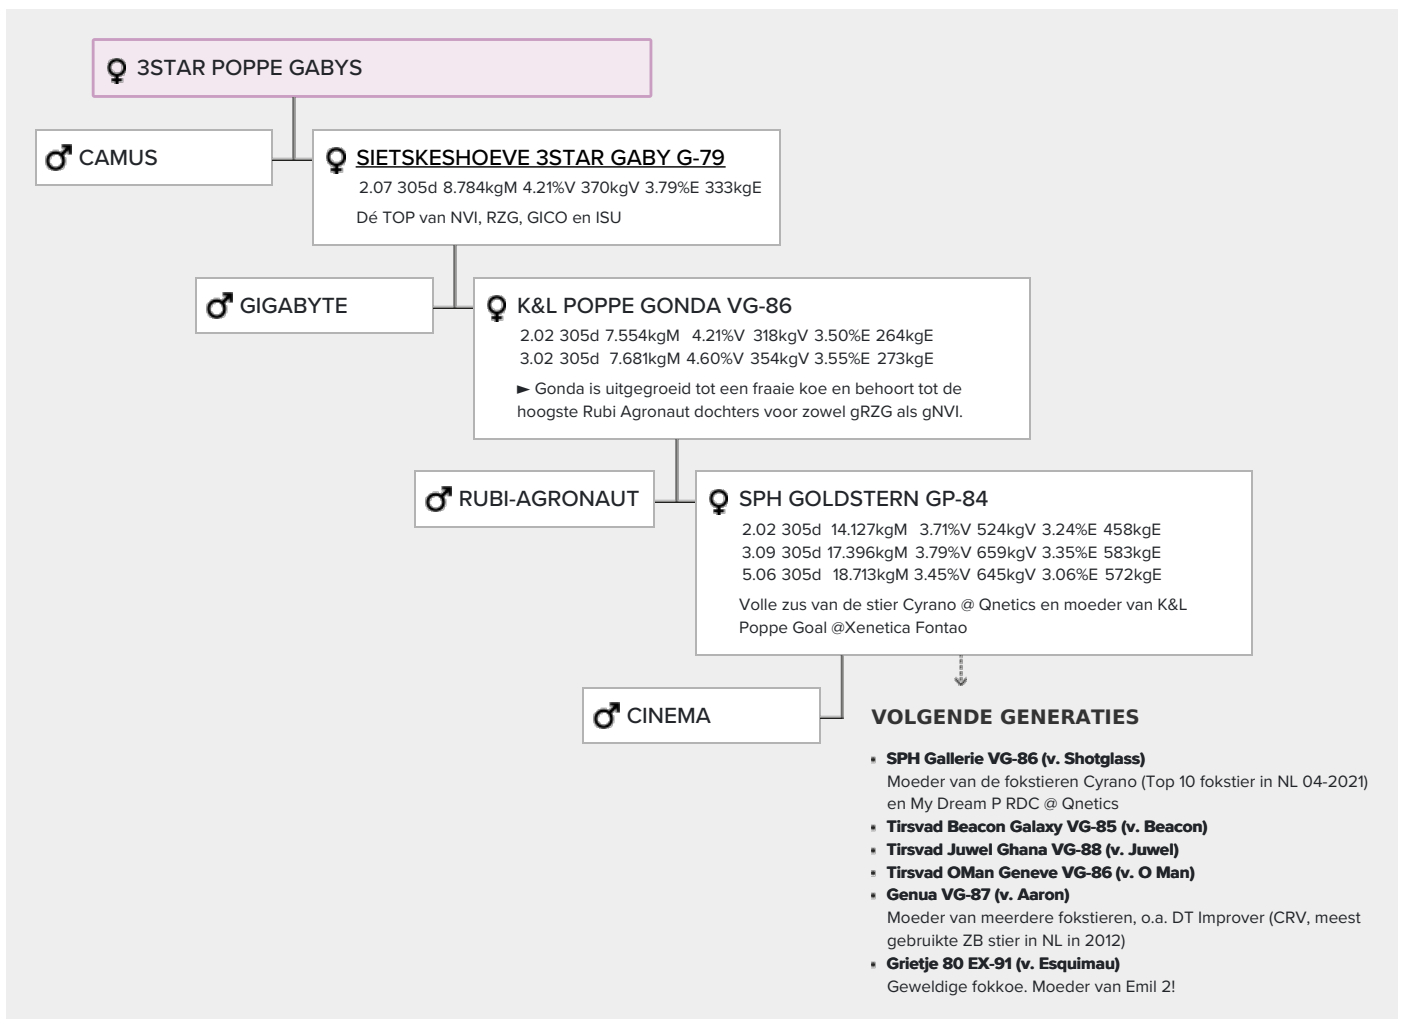 3STAR POPPE GABYS
CAMUS
SIETSKESHOEVE 3STAR GABY G-79
2.07 305d 8.784kgM 4.21%V 370kgV 3.79%E 333kgE
Dé TOP van NVI, RZG, GICO en ISU
GIGABYTE
K&L POPPE GONDA VG-86
2.02 305d 7.554kgM 4.21%V 318kgV 3.50%E 264kgE
3.02 305d 7.681kgM 4.60%V 354kgV 3.55%E 273kgE
► Gonda is uitgegroeid tot een fraaie koe en behoort tot de
hoogste Rubi Agronaut dochters voor zowel gRZG als gNVI.
RUBI-AGRONAUT
SPH GOLDSTERN GP-84
2.02 305d 14.127kgM 3.71%V 524kgV 3.24%E 458kgE
3.09 305d 17.396kgM 3.79%V 659kgV 3.35%E 583kgE
5.06 305d 18.713kgM 3.45%V 645kgV 3.06%E 572kgE
Volle zus van de stier Cyrano @ Qnetics en moeder van K&L
Poppe Goal @Xenetica Fontao
CINEMA
VOLGENDE GENERATIES
▪ SPH Gallerie VG-86 (v. Shotglass)
Moeder van de fokstieren Cyrano (Top 10 fokstier in NL 04-2021)
en My Dream P RDC @ Qnetics
▪ Tirsvad Beacon Galaxy VG-85 (v. Beacon)
▪ Tirsvad Juwel Ghana VG-88 (v. Juwel)
▪ Tirsvad OMan Geneve VG-86 (v. O Man)
▪ Genua VG-87 (v. Aaron)
Moeder van meerdere fokstieren, o.a. DT Improver (CRV, meest
gebruikte ZB stier in NL in 2012)
▪ Grietje 80 EX-91 (v. Esquimau)
Geweldige fokkoe. Moeder van Emil 2!